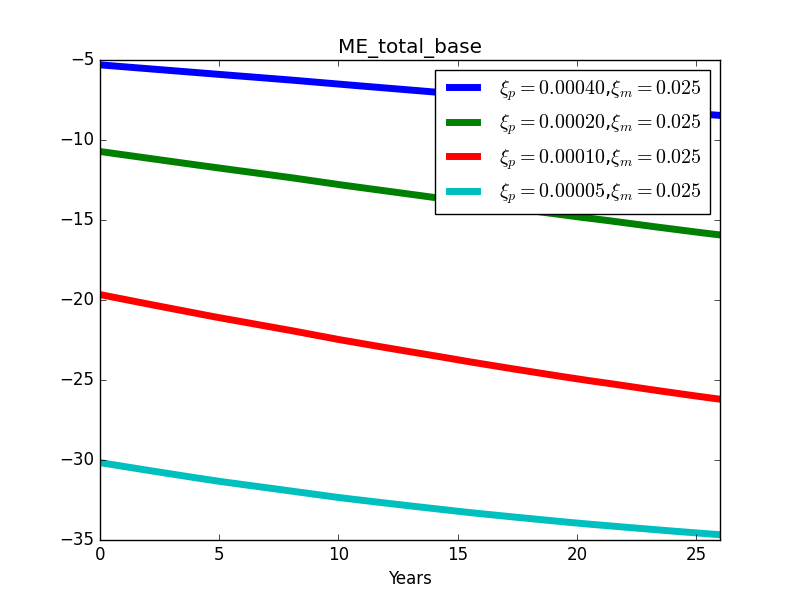 ME_total_base
−5
−10
−15
−20
−25
−30
−35
ξp = 0.00040,ξm = 0.025
ξp = 0.00020,ξm = 0.025
ξp = 0.00010,ξm = 0.025
ξp = 0.00005,ξm = 0.025
0 5 10 15 20 25
Years